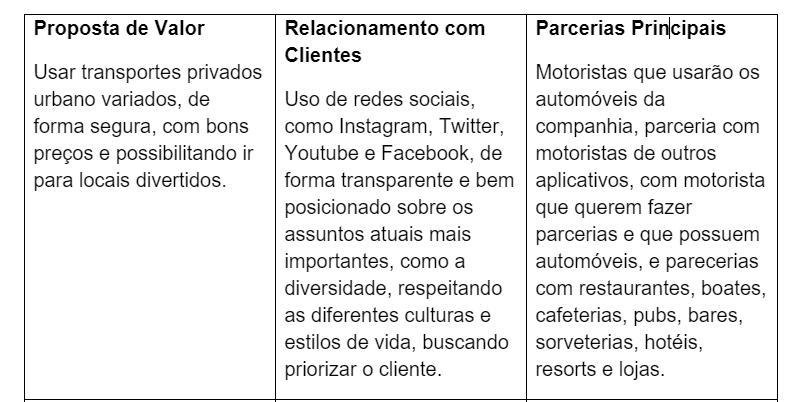 Proposta de Valor
Usar transportes privados
urbano variados, de
forma segura, com bons
preços e possibilitando ir
para locais divertidos.
Relacionamento com
Clientes
Uso de redes sociais,
como Instagram, Twitter,
Youtube e Facebook, de
forma transparente e bem
posicionado sobre os
assuntos atuais mais
importantes, como a
diversidade, respeitando
as diferentes culturas e
estilos de vida, buscando
priorizar o cliente.
Parcerias Principais
Motoristas que usarão os
automóveis da
companhia, parceria com
motoristas de outros
aplicativos, com motorista
que querem fazer
parcerias e que possuem
automóveis, e parecerias
com restaurantes, boates,
cafeterias, pubs, bares,
sorveterias, hotéis,
resorts e lojas.